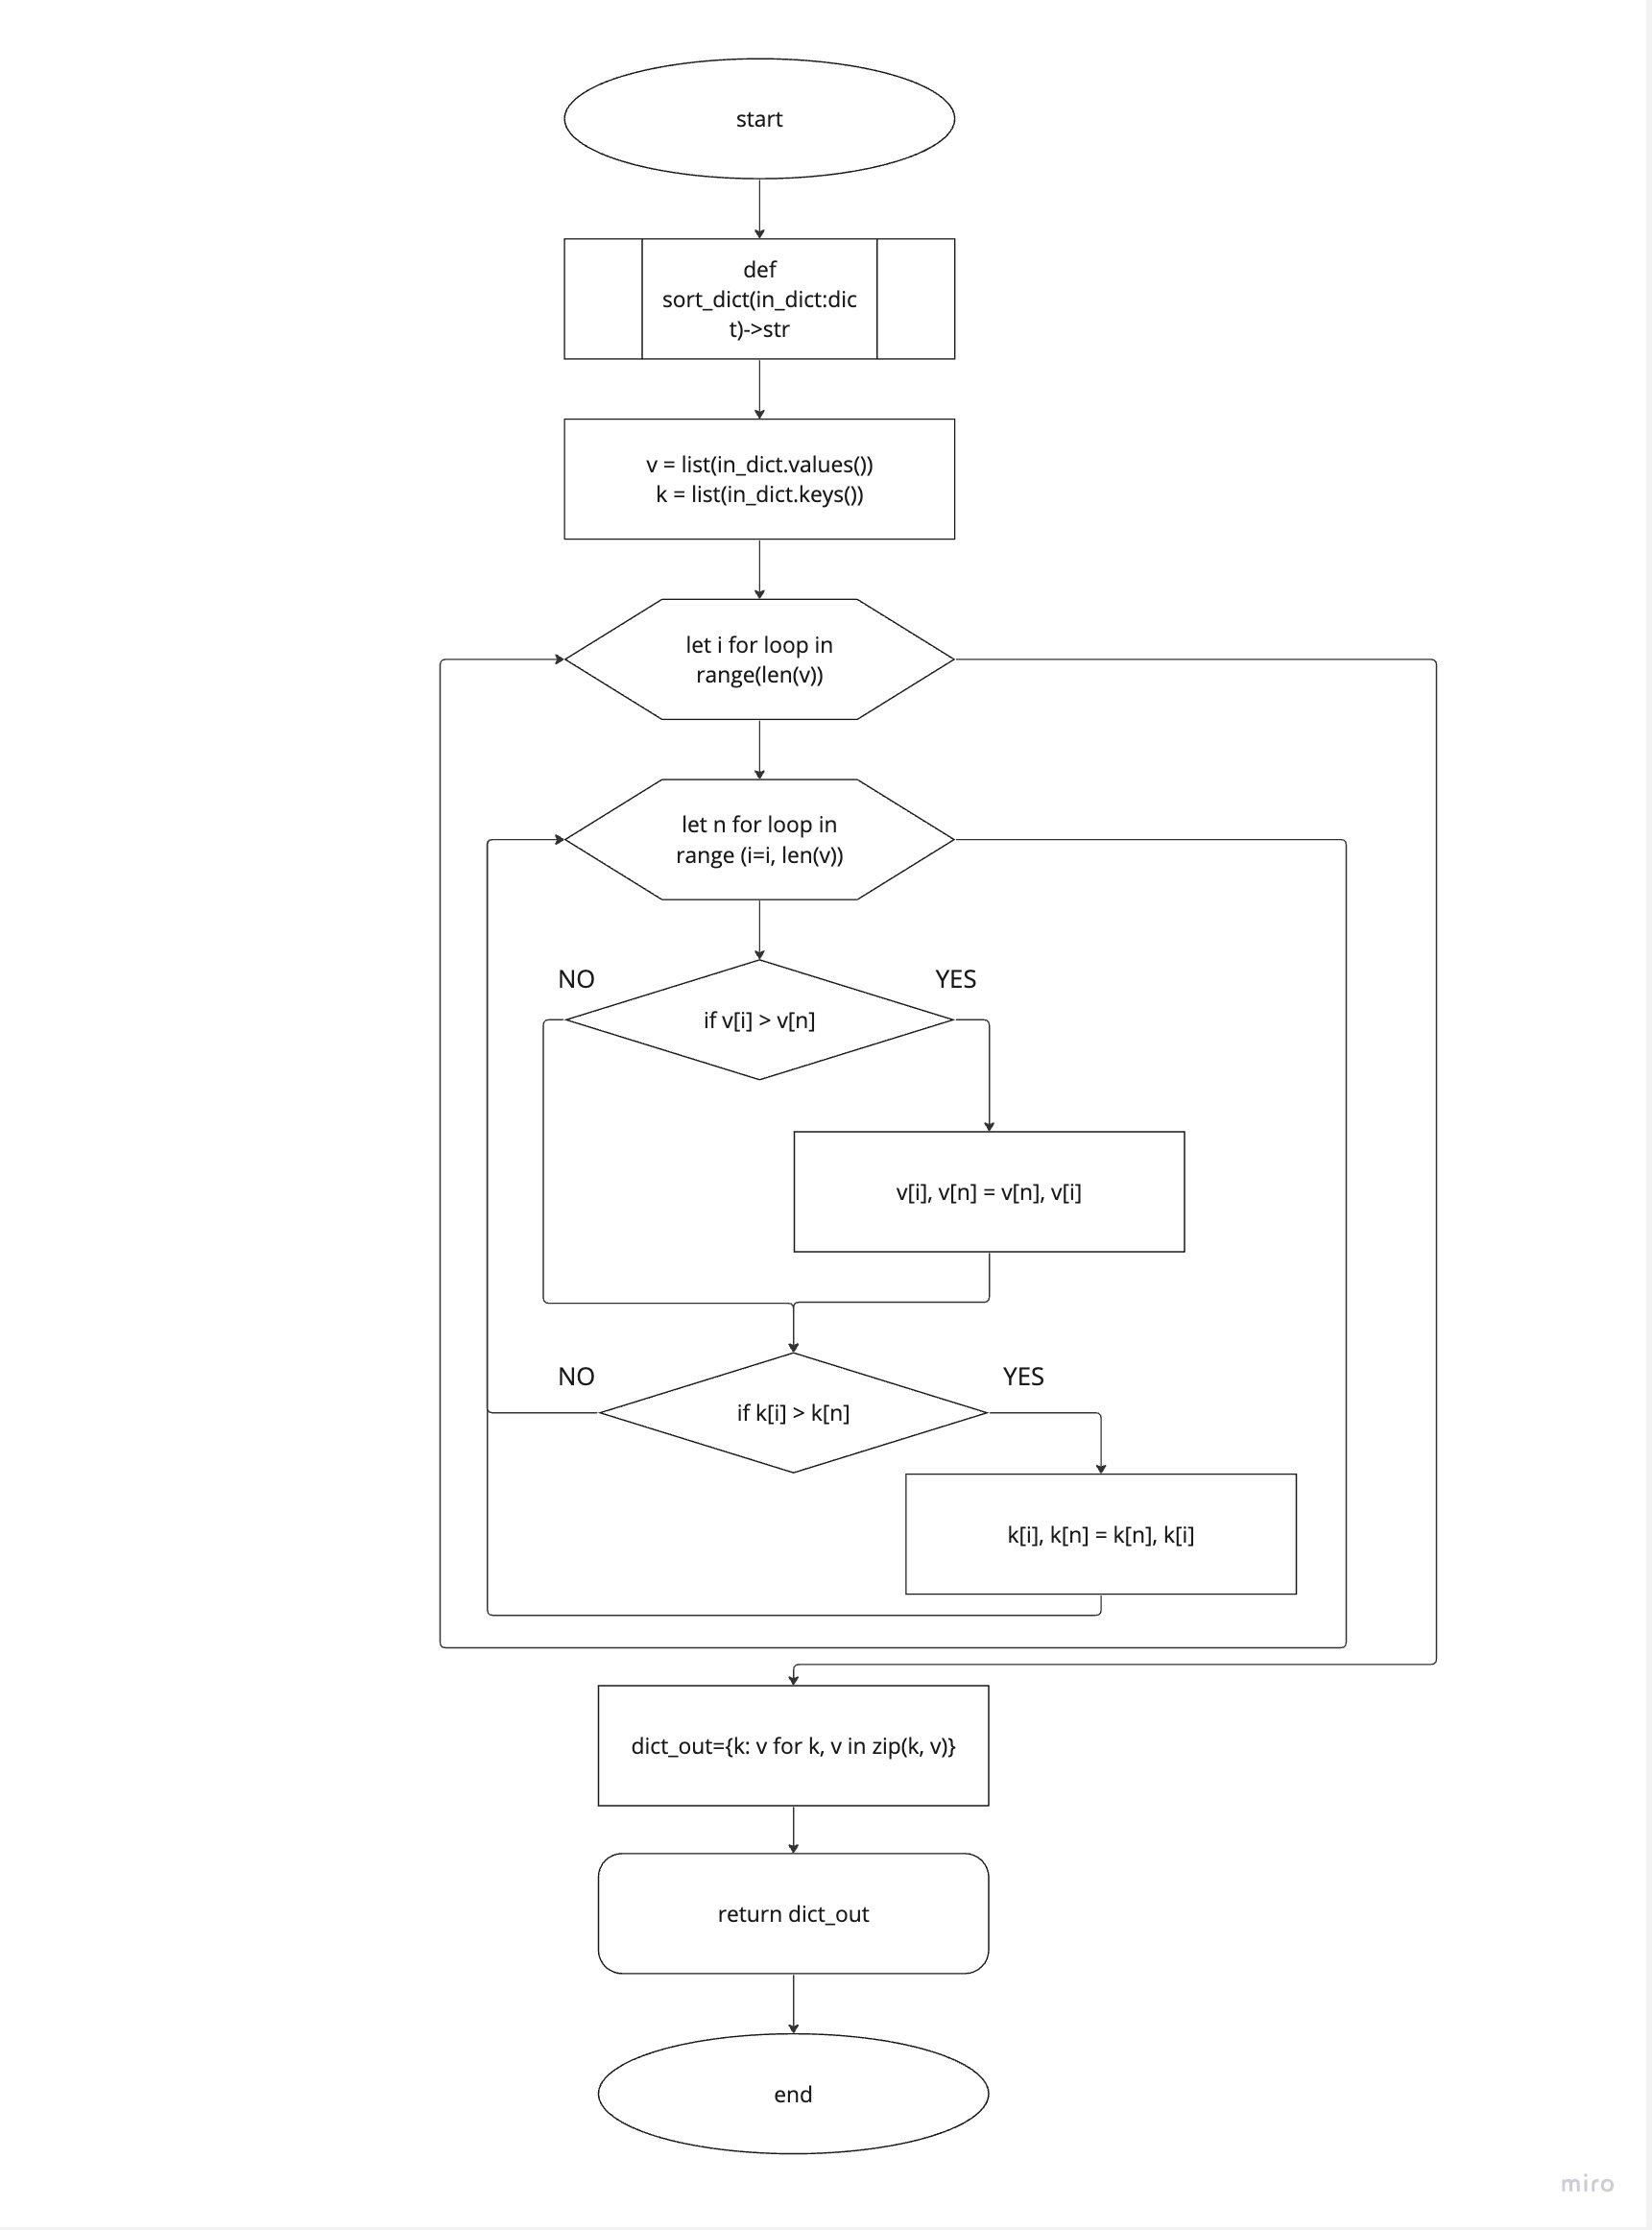 start
def
sort_dict(in_dict:dic
t)->str
v = list(in_dict.values())
k = list(in_dict.keys())
let i for loop in
range(len(v))
let n for loop in
range (i=i, len(v))
NO
YES
if v[i] > v[n]
v[i], v[n] = v[n], v[i]
NO
YES
if k[i] > k[n]
k[i], k[n] = k[n], k[i]
dict_out={k: v for k, v in zip(k, v)}
return dict_out
end
miro